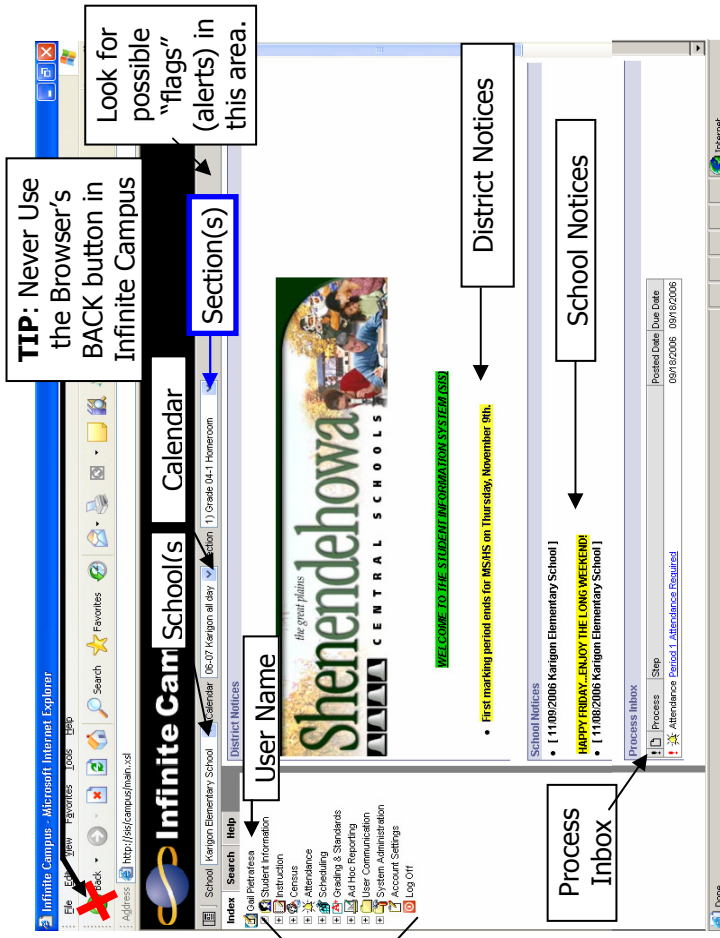 Infinite Campus - Microsoft Internet Explorer
File Edit View Favorites Tools Help
Back Search Favorites
Address http://sis/campus/main.xsl
TIP: Never Use
the Browser's
BACK button in
Infinite Campus
Infinite Cam
School(s
Calendar
Section(s)
Look for
possible
"flags"
(alerts) in
this area.
School Karigon Elementary School Calendar 06-07 Karigon all day ction 1) Grade 04-1 Homeroom
Index Search Help
Gail Pietrafesa
Student Information
Instruction
Census
Attendance
Scheduling
Grading & Standards
Ad Hoc Reporting
User Communication
System Administration
Account Settings
Log Off
User Name
District Notices
the great plains
Shenendehowa
CENTRAL SCHOOLS
WELCOME TO THE STUDENT INFORMATION SYSTEM (SIS)
• First marking period ends for MS/HS on Thursday, November 9th.
District Notices
School Notices
• [ 11/09/2006 Karigon Elementary School ]
HAPPY FRIDAY...ENJOY THE LONG WEEKEND!
• [ 11/08/2006 Karigon Elementary School ]
School Notices
Process Inbox
! Process Step Posted Date Due Date
! Attendance Period 1 Attendance Required 09/18/2006 09/18/2006
Process
Inbox
Done
Internet